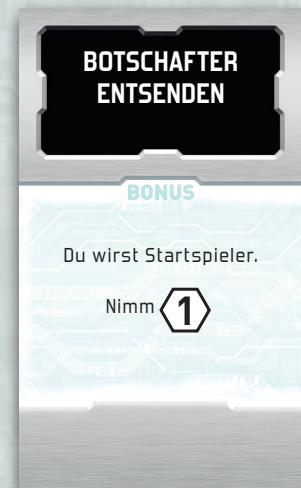 BOTSCHAFTER
ENTSENDEN
BONUS
Du wirst Startspieler.
Nimm 1